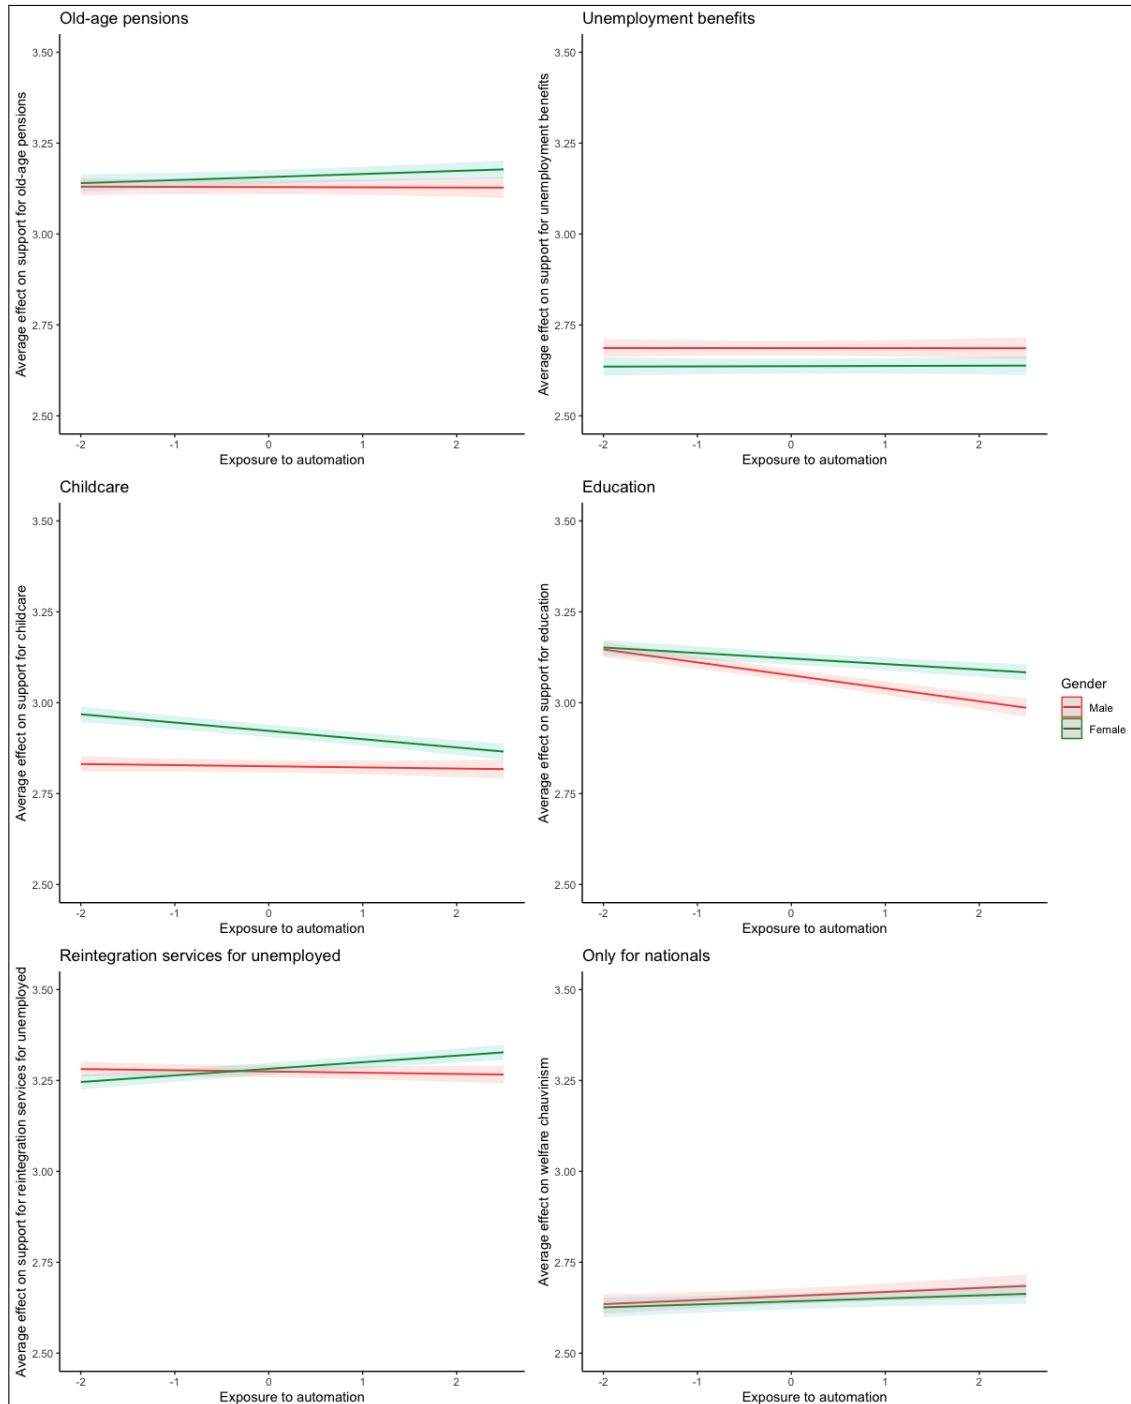 Old-age pensions
Average effect on support for old-age pensions
3.50
3.25
3.00
2.75
2.50
-2 -1 0 1 2
Exposure to automation
Unemployment benefits
Average effect on support for unemployment benefits
3.50
3.25
3.00
2.75
2.50
-2 -1 0 1 2
Exposure to automation
Childcare
Average effect on support for childcare
3.50
3.25
3.00
2.75
2.50
-2 -1 0 1 2
Exposure to automation
Education
Average effect on support for education
3.50
3.25
3.00
2.75
2.50
-2 -1 0 1 2
Exposure to automation
Gender
Male
Female
Reintegration services for unemployed
Average effect on support for reintegration services for unemployed
3.50
3.25
3.00
2.75
2.50
-2 -1 0 1 2
Exposure to automation
Only for nationals
Average effect on welfare chauvinism
3.50
3.25
3.00
2.75
2.50
-2 -1 0 1 2
Exposure to automation